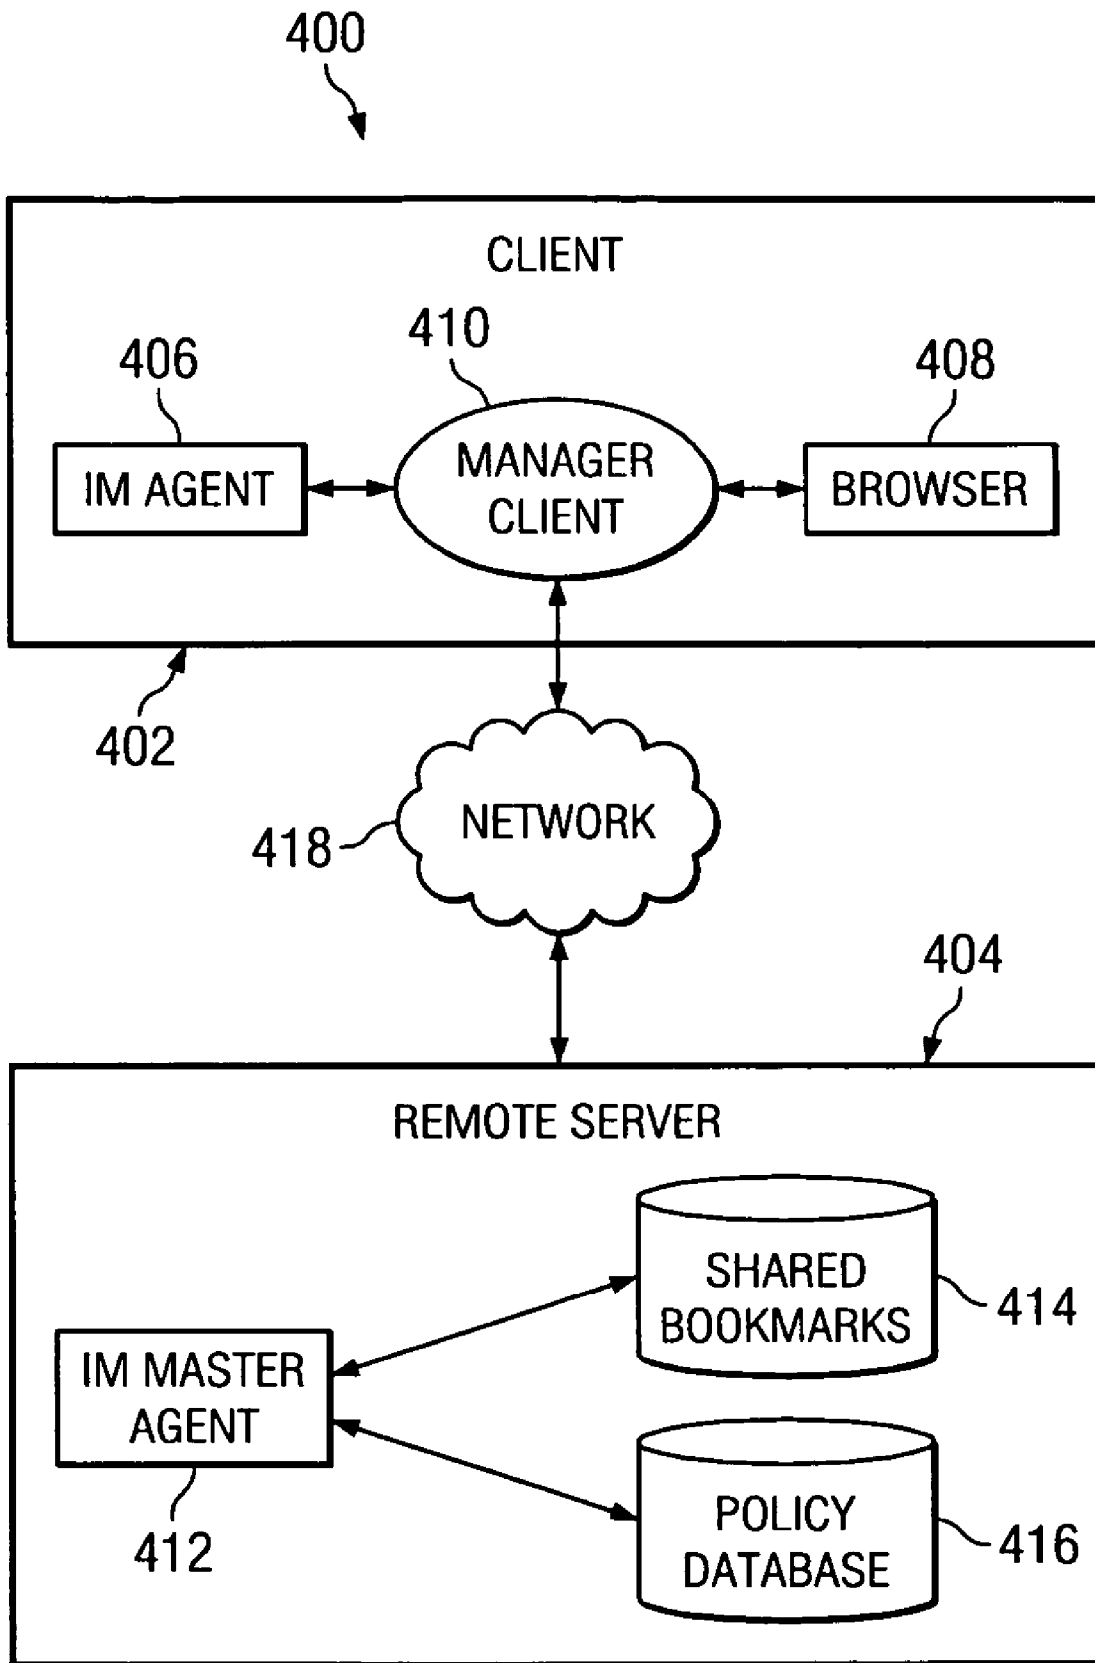 400
CLIENT
410
406
408
IM AGENT
MANAGER
CLIENT
BROWSER
402
NETWORK
418
404
REMOTE SERVER
SHARED
BOOKMARKS
414
IM MASTER
AGENT
412
POLICY
DATABASE
416